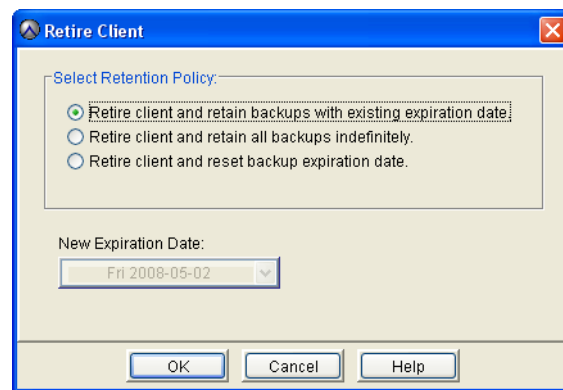 Retire Client
Select Retention Policy:
Retire client and retain backups with existing expiration date.
Retire client and retain all backups indefinitely.
Retire client and reset backup expiration date.
New Expiration Date:
Fri 2008-05-02
OK Cancel Help